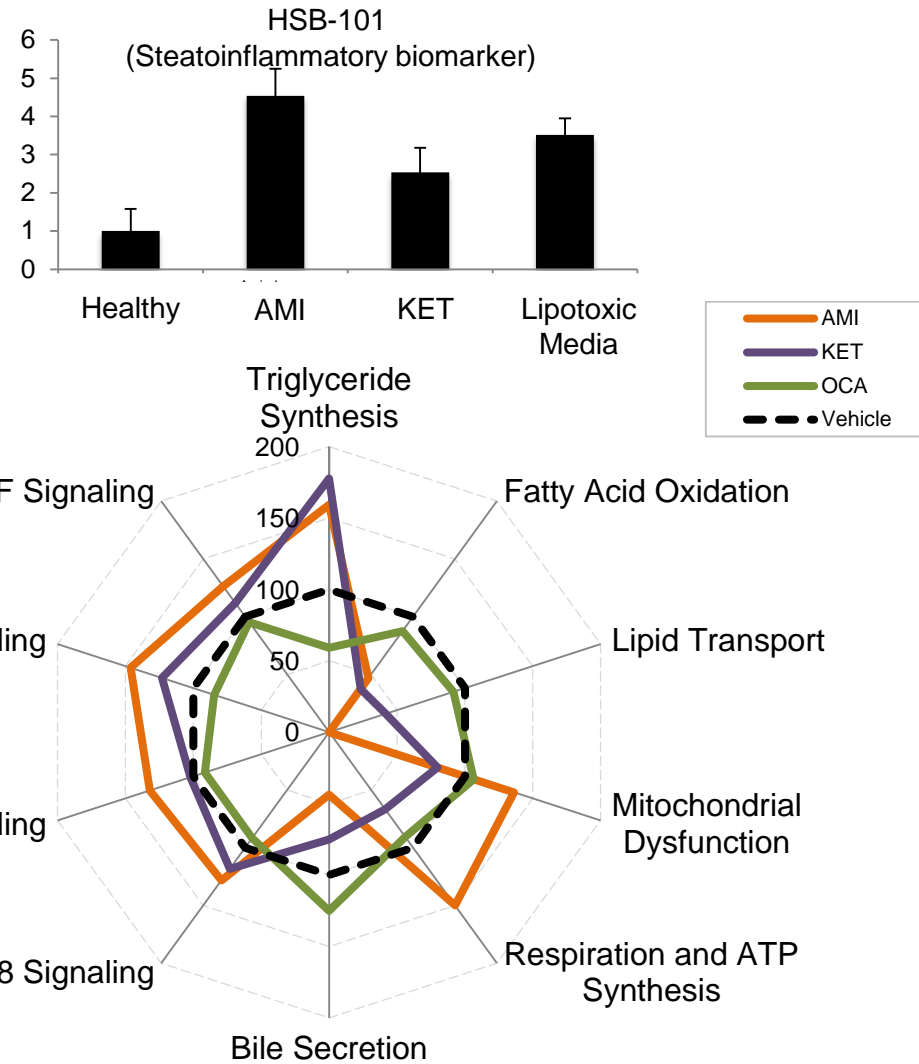 HSB-101
(Steatoinflammatory biomarker)
6
5
4
3
2
1
0
Healthy
AMI
KET
Lipotoxic
Media
AMI
KET
OCA
Vehicle
Triglyceride
Synthesis
200
150
100
50
0
F Signaling
Fatty Acid Oxidation
Lipid Transport
Mitochondrial
Dysfunction
Respiration and ATP
Synthesis
Bile Secretion
8 Signaling
ling
ling